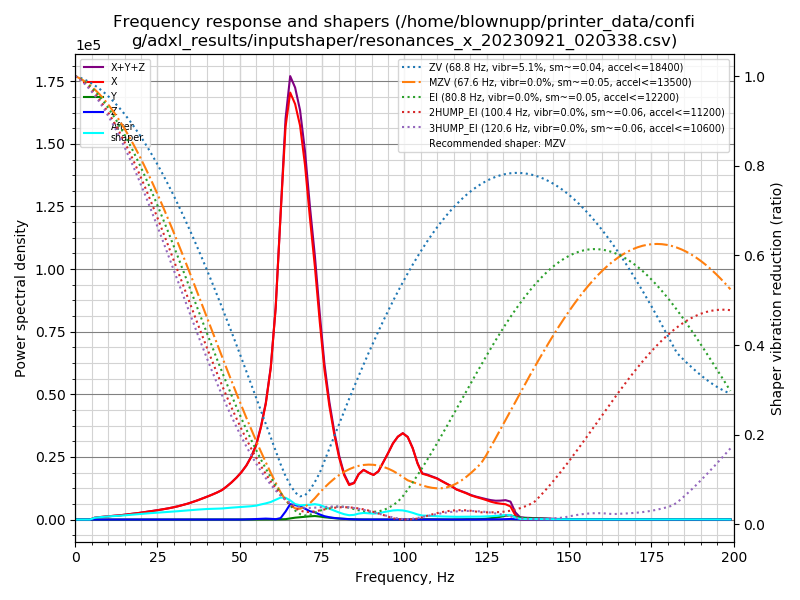 Frequency response and shapers (/home/blownupp/printer_data/confi
g/adxl_results/inputshaper/resonances_x_20230921_020338.csv)
1e5
X+Y+Z
X
Y
Z
After
shaper
ZV (68.8 Hz, vibr=5.1%, sm~=0.04, accel<=18400)
MZV (67.6 Hz, vibr=0.0%, sm~=0.05, accel<=13500)
EI (80.8 Hz, vibr=0.0%, sm~=0.05, accel<=12200)
2HUMP_EI (100.4 Hz, vibr=0.0%, sm~=0.06, accel<=11200)
3HUMP_EI (120.6 Hz, vibr=0.0%, sm~=0.06, accel<=10600)
Recommended shaper: MZV
Power spectral density
1.75
1.50
1.25
1.00
0.75
0.50
0.25
0.00
1.0
0.8
0.6
0.4
0.2
0.0
Shaper vibration reduction (ratio)
0 25 50 75 100 125 150 175 200
Frequency, Hz